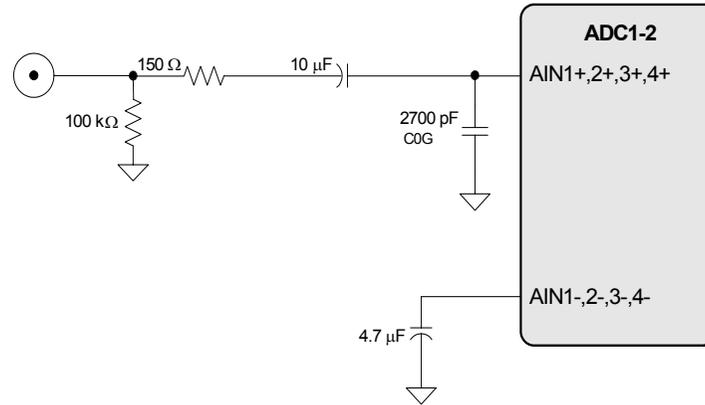 ADC1-2
150 Ω
10 μF
AIN1+,2+,3+,4+
100 kΩ
2700 pF
C0G
AIN1-,2-,3-,4-
4.7 μF